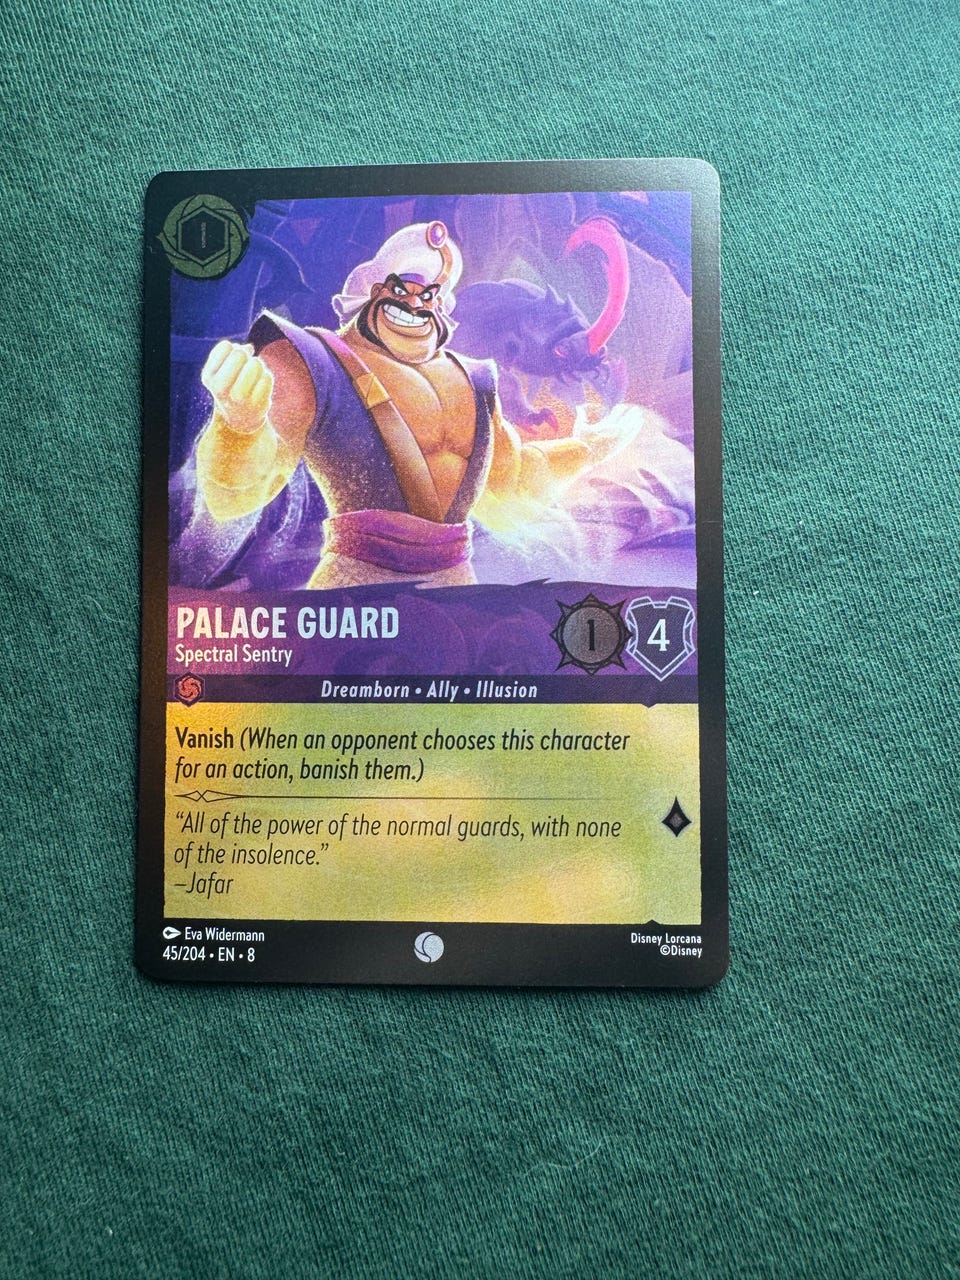 PALACE GUARD
1
4
Spectral Sentry
Dreamborn • Ally • Illusion
Vanish (When an opponent chooses this character
for an action, banish them.)
“All of the power of the normal guards, with none
of the insolence.”
–Jafar
Eva Widermann
45/204 • EN • 8
Disney Lorcana
©Disney